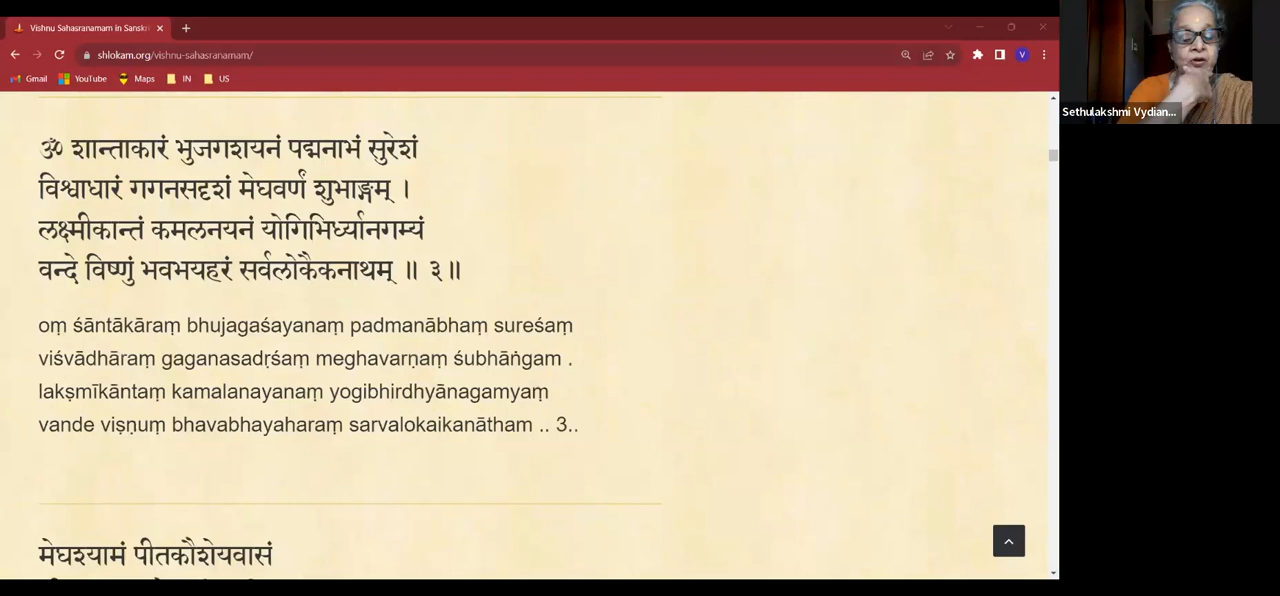 Vishnu Sahasranamam in Sanskri
shlokam.org/vishnu-sahasranamam/
V
Gmail
YouTube
Maps
IN
US
Sethulakshmi Vydian...
ॐ शान्ताकारं भुजगशयनं पद्मनाभं सुरेशं
विश्वाधारं गगनसदृशं मेघवर्णं शुभाङ्गम् ।
लक्ष्मीकान्तं कमलनयनं योगिभिर्ध्यानगम्यं
वन्दे विष्णुं भवभयहरं सर्वलोकैकनाथम् ॥ ३॥
oṃ śāntākāraṃ bhujagaśayanaṃ padmanābhaṃ sureśaṃ
viśvādhāraṃ gaganasadṛśaṃ meghavarṇaṃ śubhāṅgam .
lakṣmīkāntaṃ kamalanayanaṃ yogibhirdhyānagamyaṃ
vande viṣṇuṃ bhavabhayaharaṃ sarvalokaikanātham .. 3..
मेघश्यामं पीतकौशेयवासं